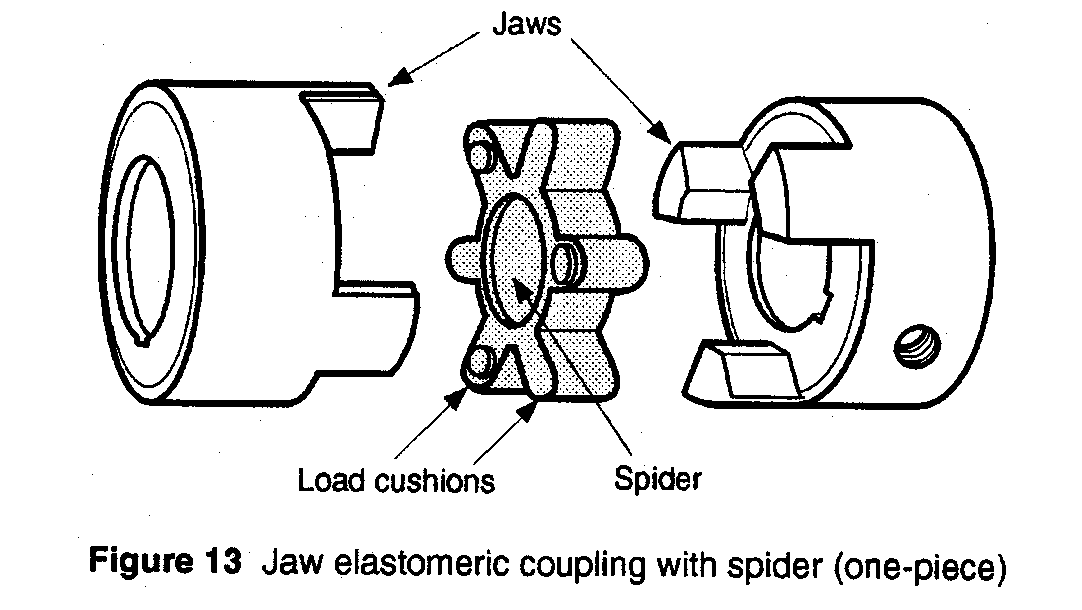 Jaws
Load cushions
Spider
Figure 13 Jaw elastomeric coupling with spider (one-piece)